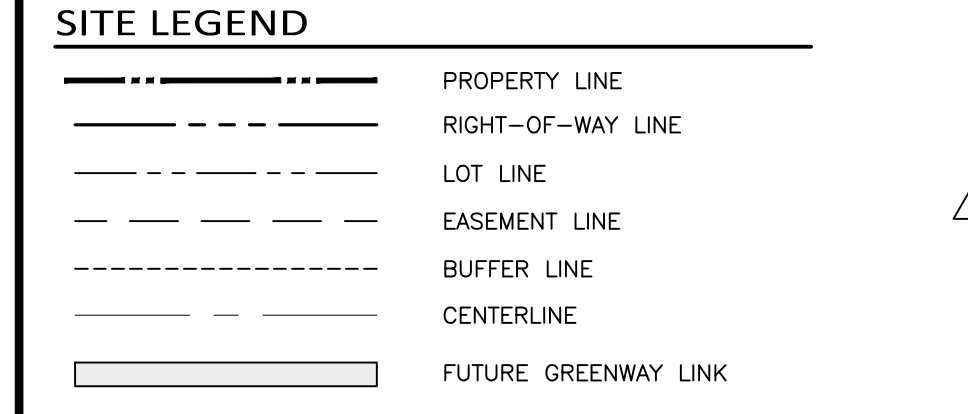 SITE LEGEND
PROPERTY LINE
RIGHT-OF-WAY LINE
LOT LINE
EASEMENT LINE
BUFFER LINE
CENTERLINE
FUTURE GREENWAY LINK